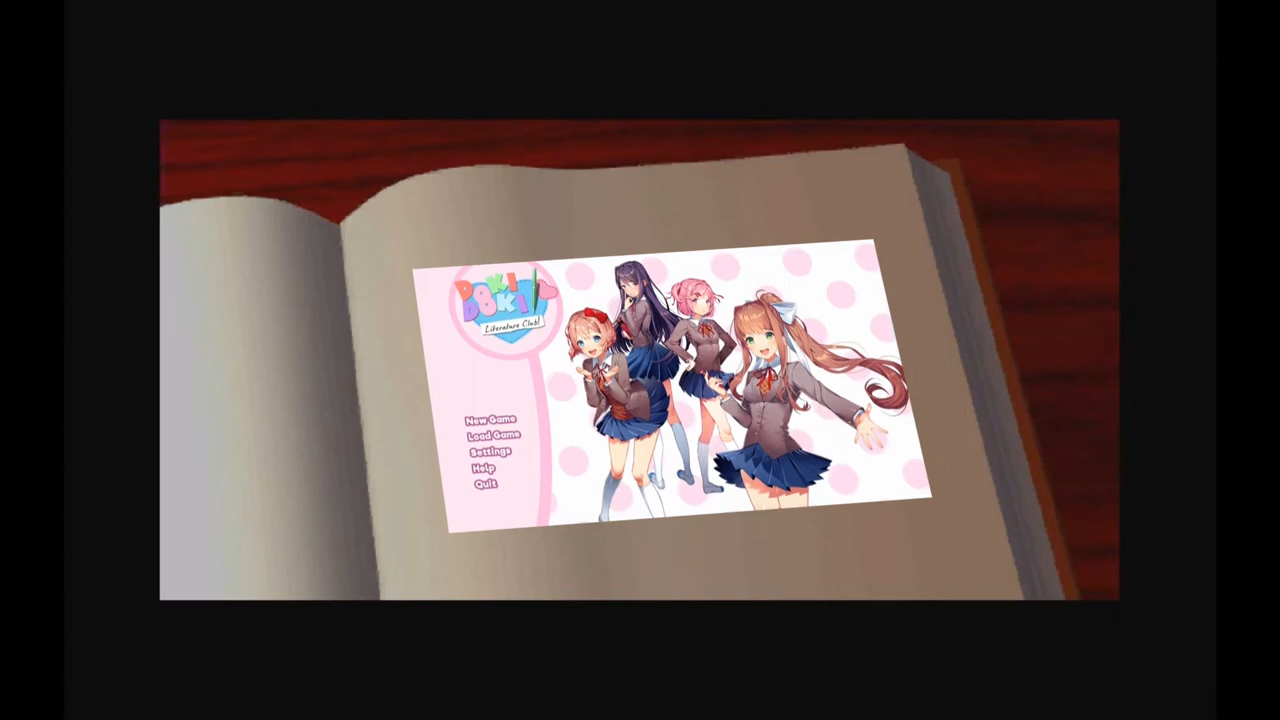 DOKI
DOKI
Literature Club!
New Game
Load Game
Settings
Help
Quit